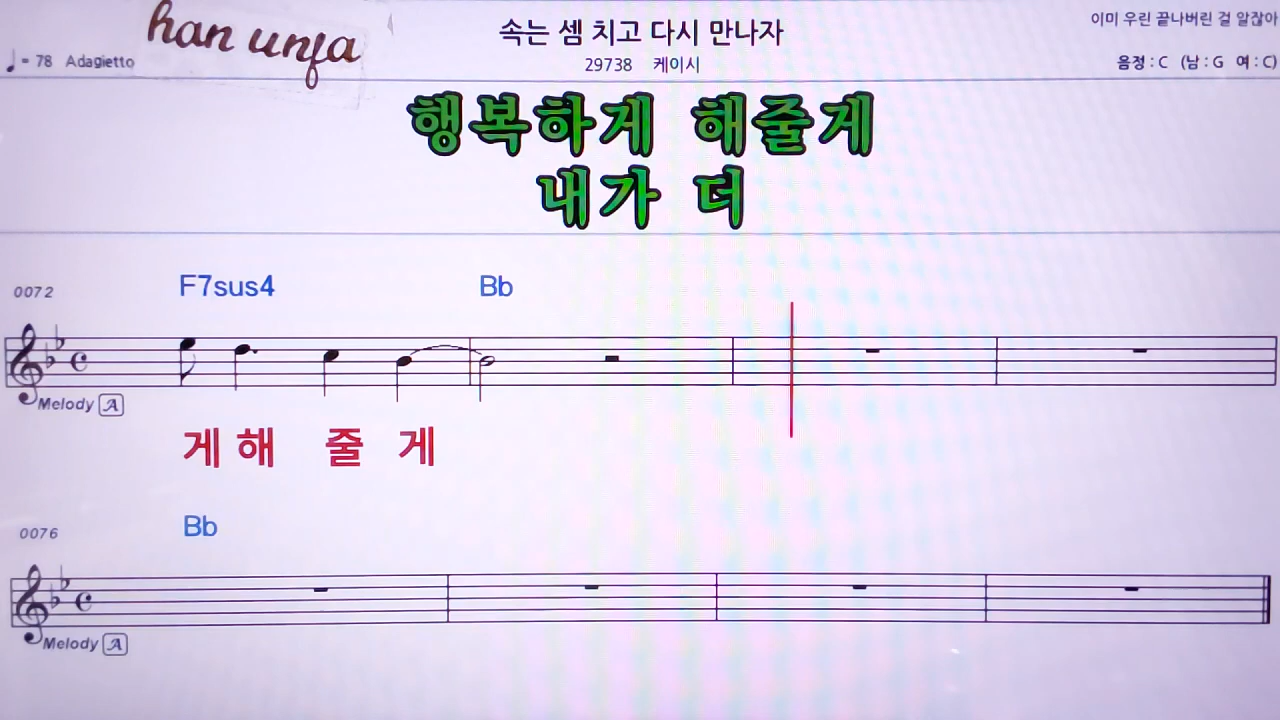 han unfa
속는 셈 치고 다시 만나자
이미 우린 끝나버린 걸 알잖아
♩= 78 Adagietto
29738 케이시
음정 : C (남 : G 여 : C)
행복하게 해줄게
내가 더
0072 F7sus4 Bb
Melody A
게 해 줄 게
0076 Bb
Melody A